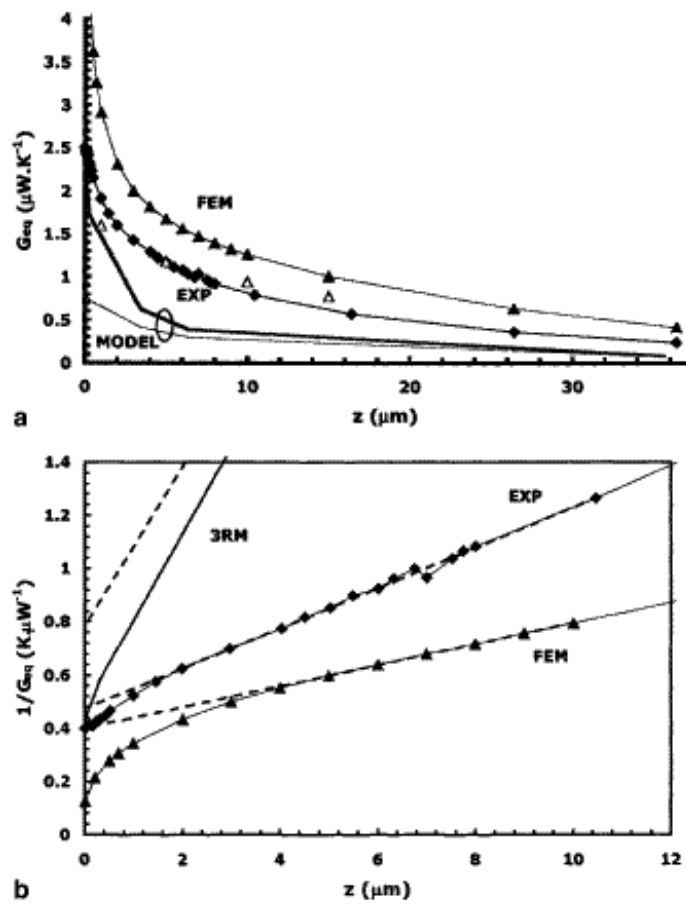 4
3.5
3
2.5
2
1.5
1
0.5
0
Geq (μW.K⁻¹)
FEM
EXP
MODEL
0 10 20 30
z (μm)
a
1.4
1.2
1
0.8
0.6
0.4
0.2
0
1/Geq (K.μW⁻¹)
3RM
EXP
FEM
0 2 4 6 8 10 12
z (μm)
b